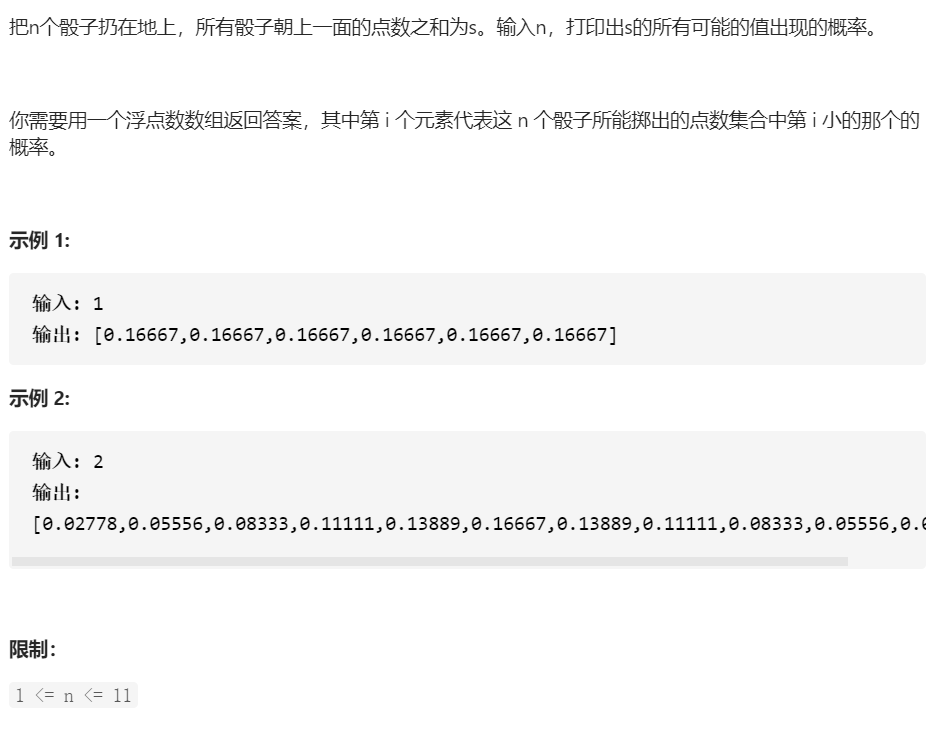 把n个骰子扔在地上，所有骰子朝上一面的点数之和为s。输入n，打印出s的所有可能的值出现的概率。
你需要用一个浮点数数组返回答案，其中第 i 个元素代表这 n 个骰子所能掷出的点数集合中第 i 小的那个的
概率。
示例 1:
输入: 1
输出: [0.16667,0.16667,0.16667,0.16667,0.16667,0.16667]
示例 2:
输入: 2
输出:
[0.02778,0.05556,0.08333,0.11111,0.13889,0.16667,0.13889,0.11111,0.08333,0.05556,0.0
限制：
1 <= n <= 11